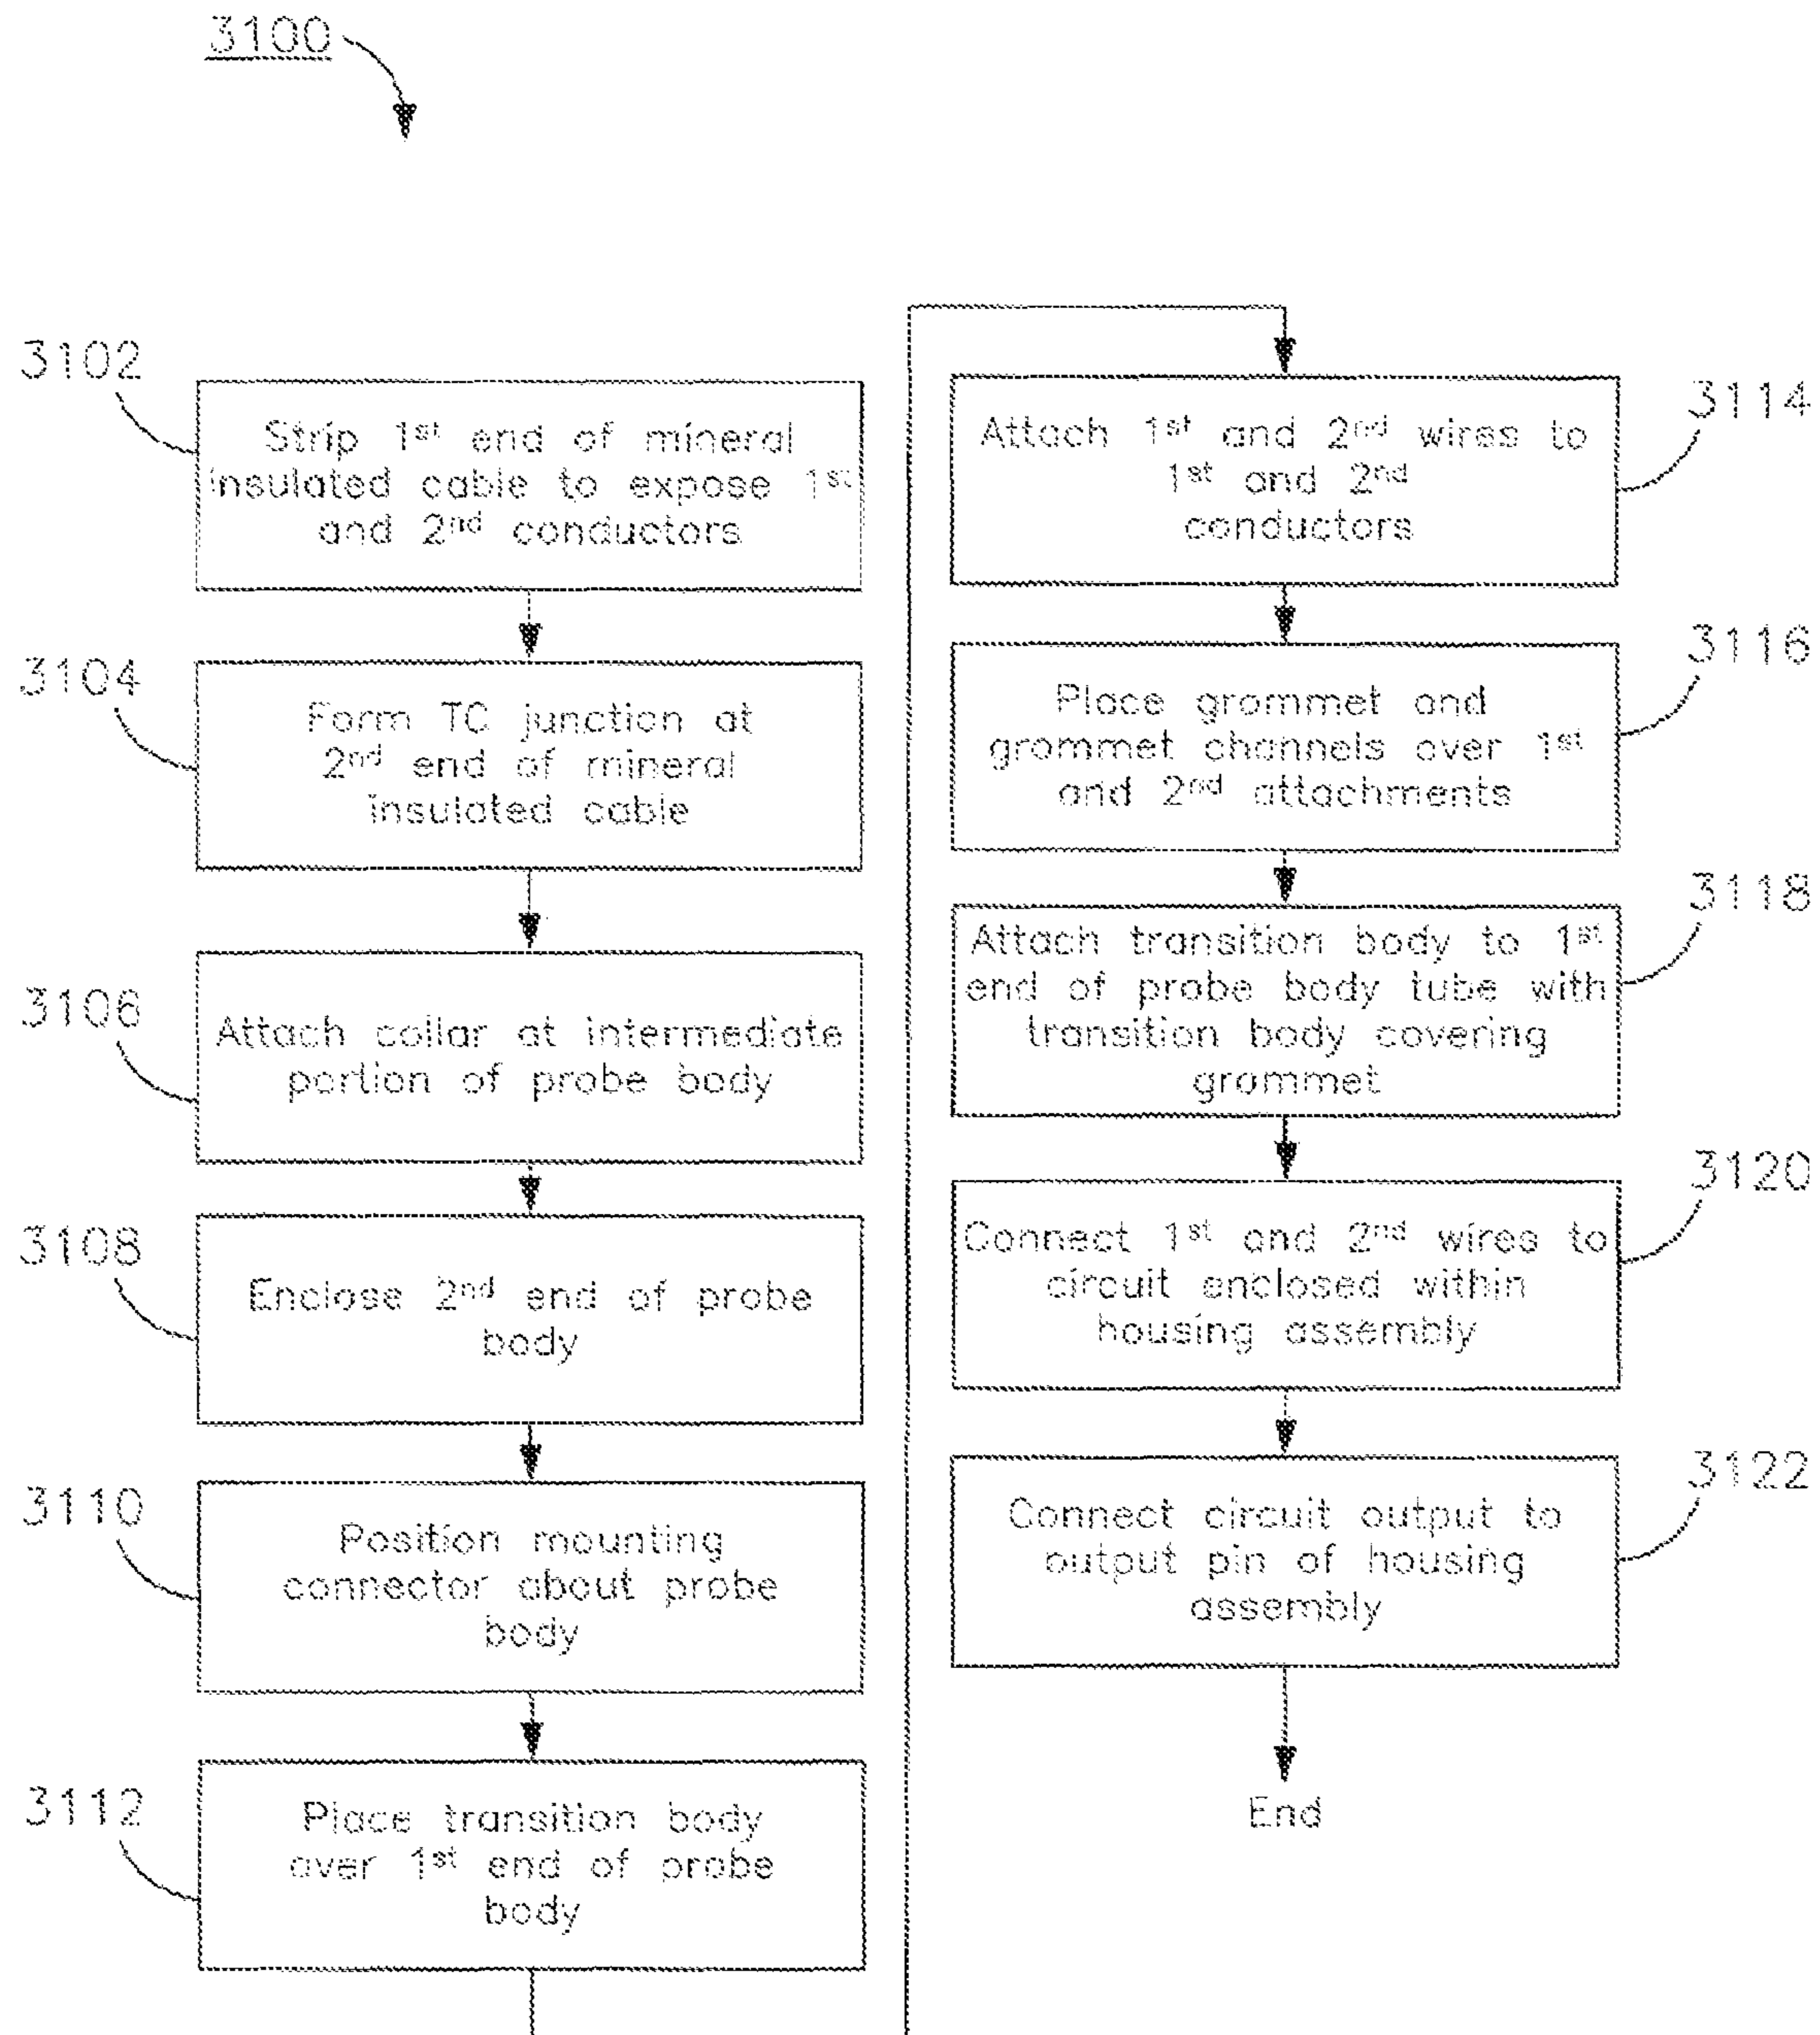 3100
3102
Strip 1st end of mineral
insulated cable to expose 1st
and 2nd conductors
3104
Form TC junction at
2nd end of mineral
insulated cable
3106
Attach collar at intermediate
portion of probe body
3108
Enclose 2nd end of probe
body
3110
Position mounting
connector about probe
body
3112
Place transition body
over 1st end of probe
body
3114
Attach 1st and 2nd wires to
1st and 2nd
conductors
3116
Place grommet and
grommet channels over 1st
and 2nd attachments
3118
Attach transition body to 1st
end of probe body tube with
transition body covering
grommet
3120
Connect 1st and 2nd wires to
circuit enclosed within
housing assembly
3122
Connect circuit output to
output pin of housing
assembly
End